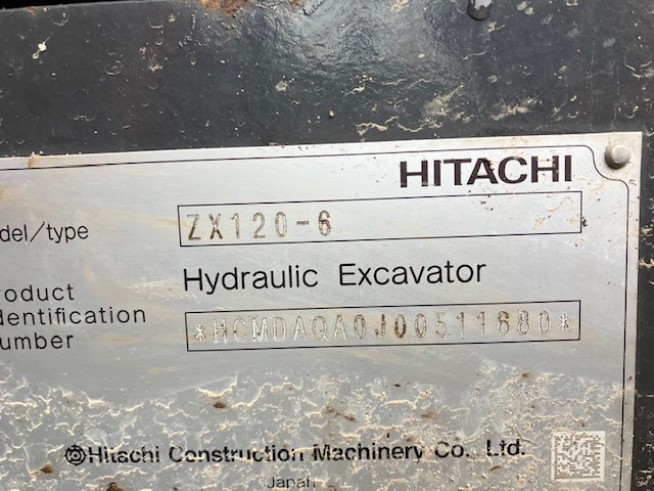 HITACHI
del/type
ZX120-6
Hydraulic Excavator
roduct
dentification
umber
*HCMDAQA0J00511680*
Hitachi Construction Machinery Co., Ltd.
Japan